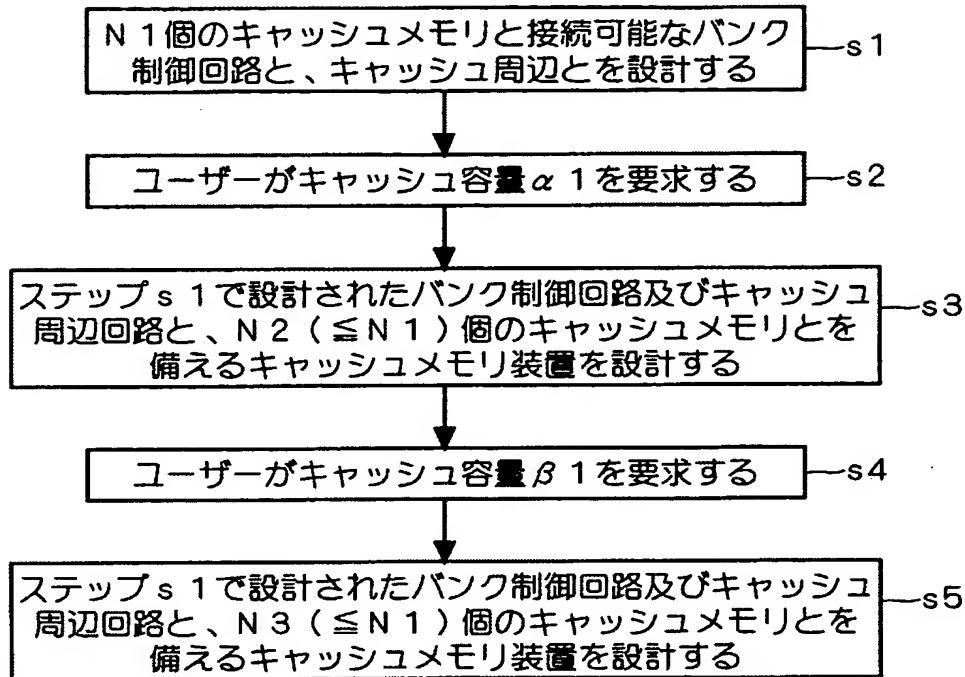 N1個のキャッシュメモリと接続可能なバンク
制御回路と、キャッシュ周辺とを設計する
s1
ユーザーがキャッシュ容量α1を要求する
s2
ステップs1で設計されたバンク制御回路及びキャッシュ
周辺回路と、N2(≦N1)個のキャッシュメモリとを
備えるキャッシュメモリ装置を設計する
s3
ユーザーがキャッシュ容量β1を要求する
s4
ステップs1で設計されたバンク制御回路及びキャッシュ
周辺回路と、N3(≦N1)個のキャッシュメモリとを
備えるキャッシュメモリ装置を設計する
s5